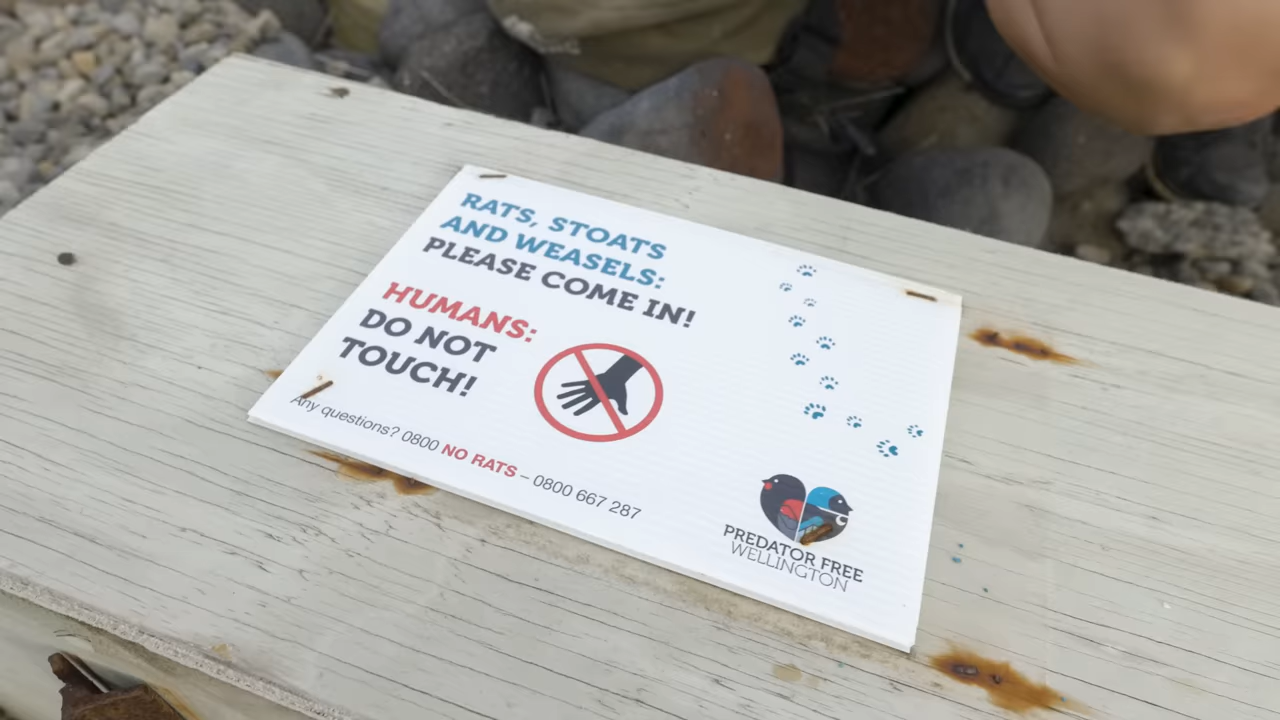 RATS, STOATS
AND WEASELS:
PLEASE COME IN!
HUMANS:
DO NOT
TOUCH!
Any questions? 0800 NO RATS – 0800 667 287
PREDATOR FREE
WELLINGTON